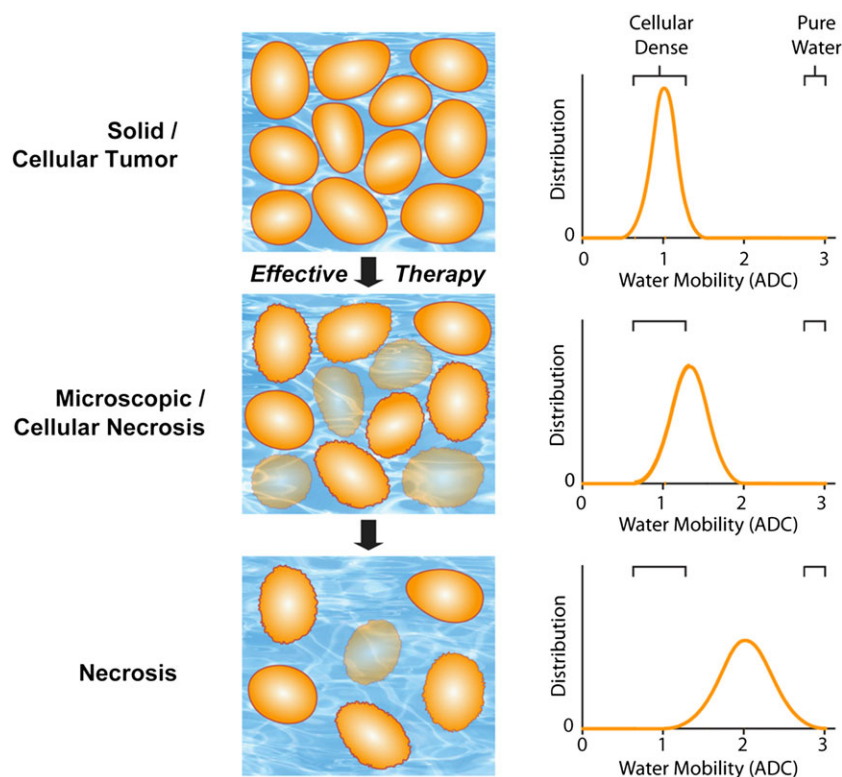 Cellular
Dense
Pure
Water
Solid /
Cellular Tumor
Distribution
0
0 1 2 3
Water Mobility (ADC)
Effective Therapy
Microscopic /
Cellular Necrosis
Distribution
0
0 1 2 3
Water Mobility (ADC)
Necrosis
Distribution
0
0 1 2 3
Water Mobility (ADC)